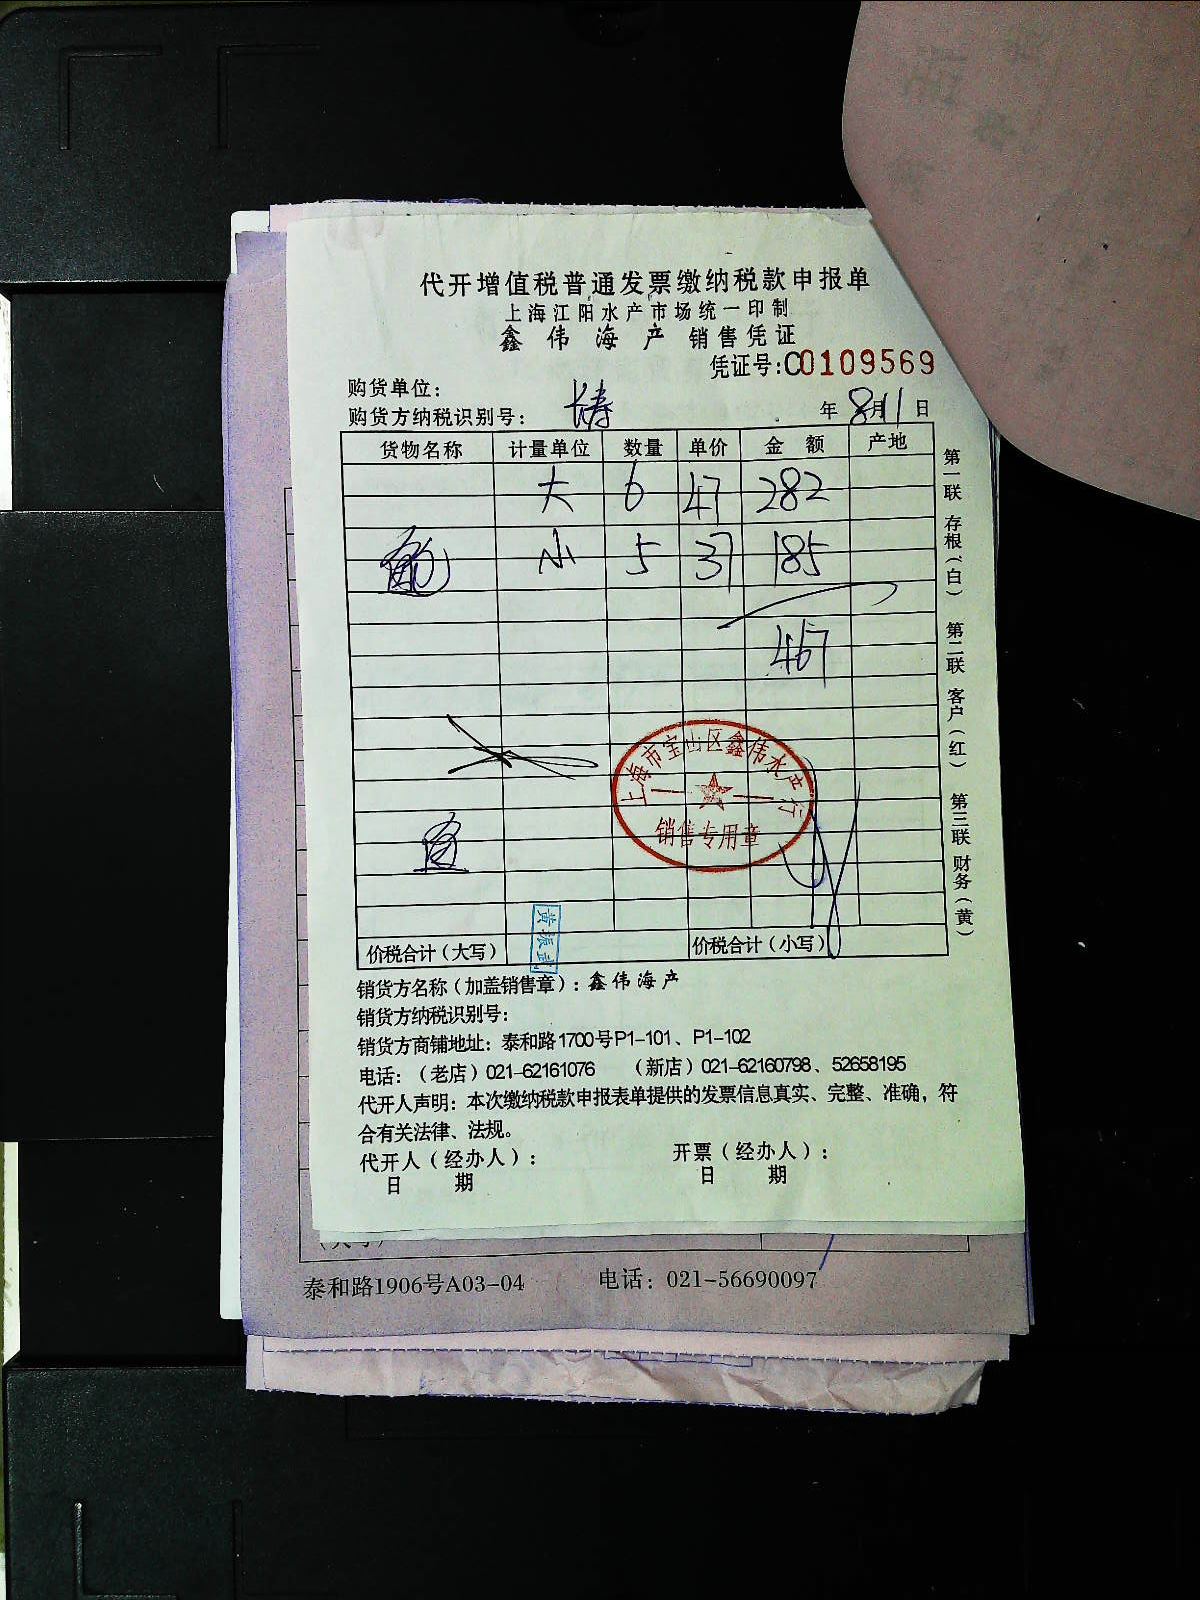 代开增值税普通发票缴纳税款申报单
上海江阳水产市场统一印制
鑫伟海产 销售凭证
凭证号:C0109569
购货单位:
购货方纳税识别号: 长寿 年 8月11日
货物名称 计量单位 数量 单价 金额 产地
大 6 47 282
小 5 37 185
467
上海市宝山区鑫伟水产行
销售专用章
黄振武
价税合计(大写) 价税合计(小写)
第一联 存根(白) 第二联 客户(红) 第三联 财务(黄)
销货方名称(加盖销售章): 鑫伟海产
销货方纳税识别号:
销货方商铺地址: 泰和路1700号P1-101、P1-102
电话:(老店)021-62161076 (新店)021-62160798、52658195
代开人声明: 本次缴纳税款申报表单提供的发票信息真实、完整、准确,符
合有关法律、法规。
代开人(经办人): 开票(经办人):
日期 日期
泰和路1906号A03-04 电话: 021-56690097